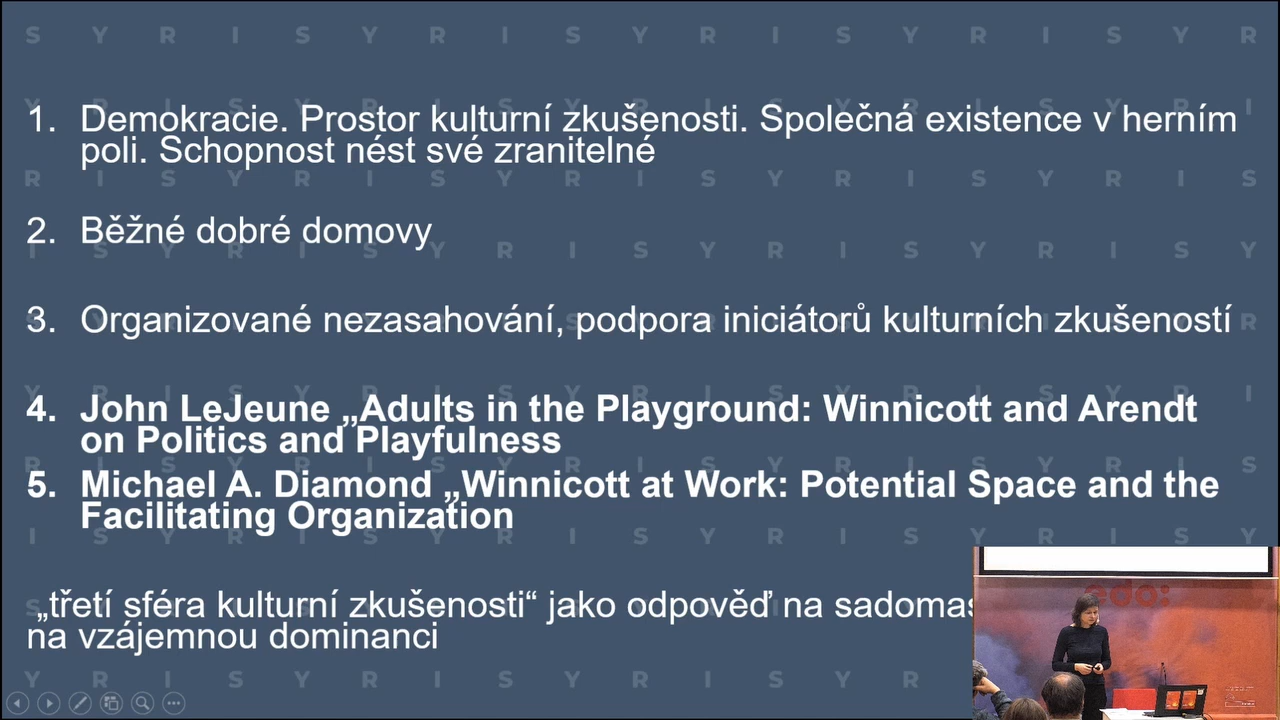 1. Demokracie. Prostor kulturní zkušenosti. Společná existence v herním
poli. Schopnost nést své zranitelné
2. Běžné dobré domovy
3. Organizované nezasahování, podpora iniciátorů kulturních zkušeností
4. John LeJeune „Adults in the Playground: Winnicott and Arendt
on Politics and Playfulness
5. Michael A. Diamond „Winnicott at Work: Potential Space and the
Facilitating Organization
„třetí sféra kulturní zkušenosti“ jako odpověď na
na vzájemnou dominanci